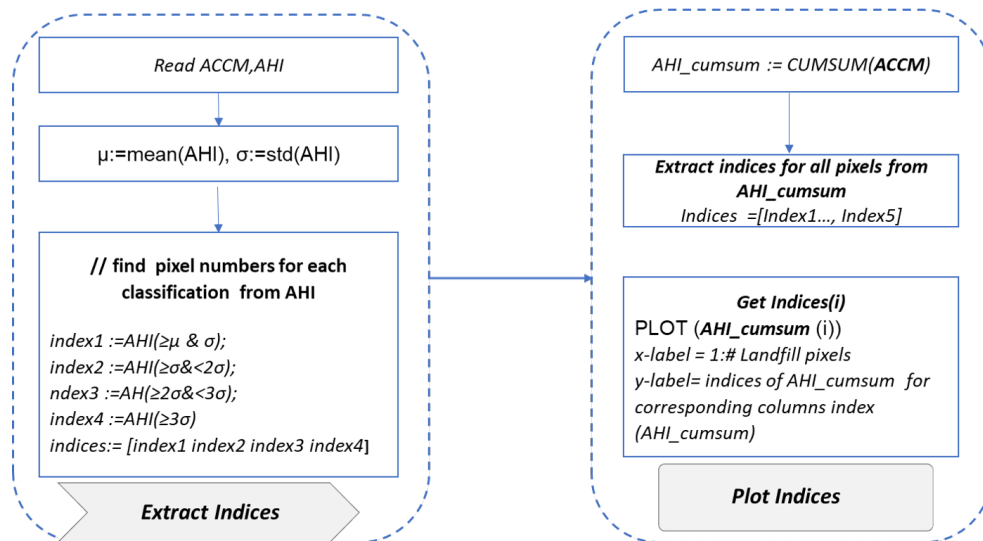 Read ACCM,AHI
μ:=mean(AHI), σ:=std(AHI)
// find pixel numbers for each
classification from AHI
index1 :=AHI(≥μ & σ);
index2 :=AHI(≥σ&<2σ);
ndex3 :=AH(≥2σ&<3σ);
index4 :=AHI(≥3σ)
indices:= [index1 index2 index3 index4]
Extract Indices
AHI_cumsum := CUMSUM(ACCM)
Extract indices for all pixels from
AHI_cumsum
Indices =[Index1..., Index5]
Get Indices(i)
PLOT (AHI_cumsum (i))
x-label = 1:# Landfill pixels
y-label= indices of AHI_cumsum for
corresponding columns index
(AHI_cumsum)
Plot Indices